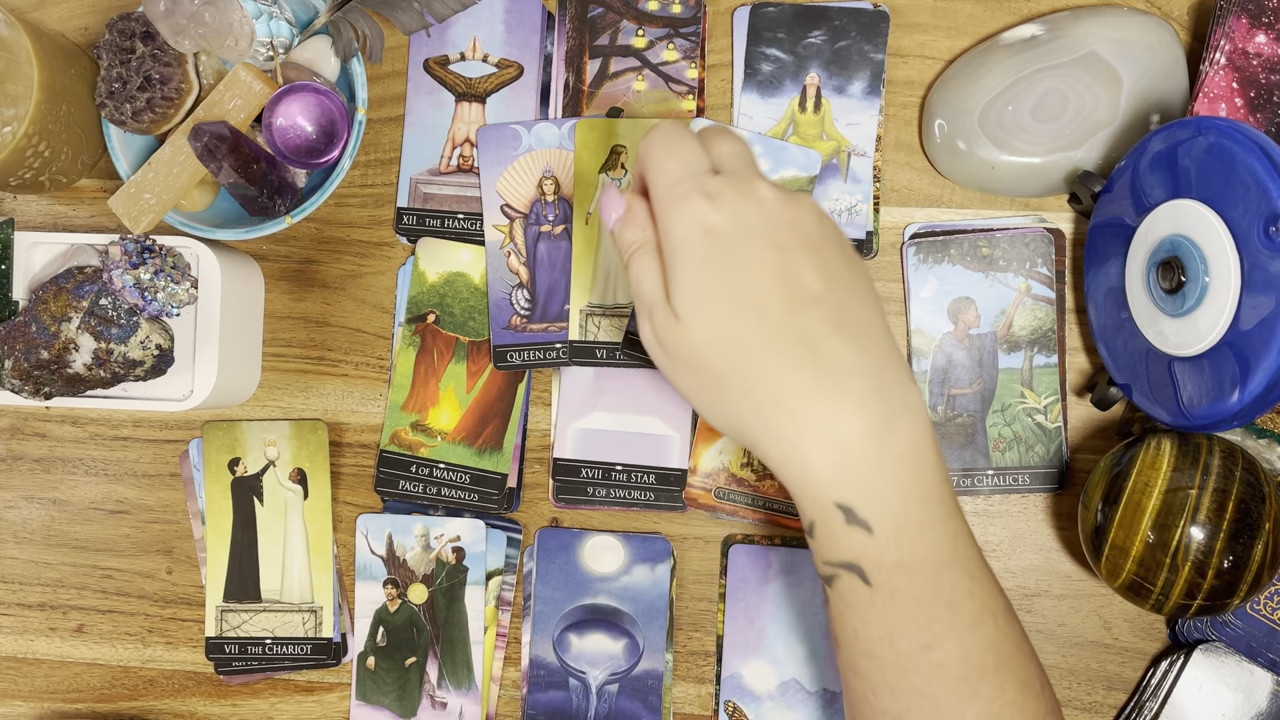 XII · THE HANGE
QUEEN OF C
VI · T
4 OF WANDS
PAGE OF WANDS
XVII · THE STAR
9 OF SWORDS
X WHEEL OF FORTUNE
7 OF CHALICES
VII · THE CHARIOT